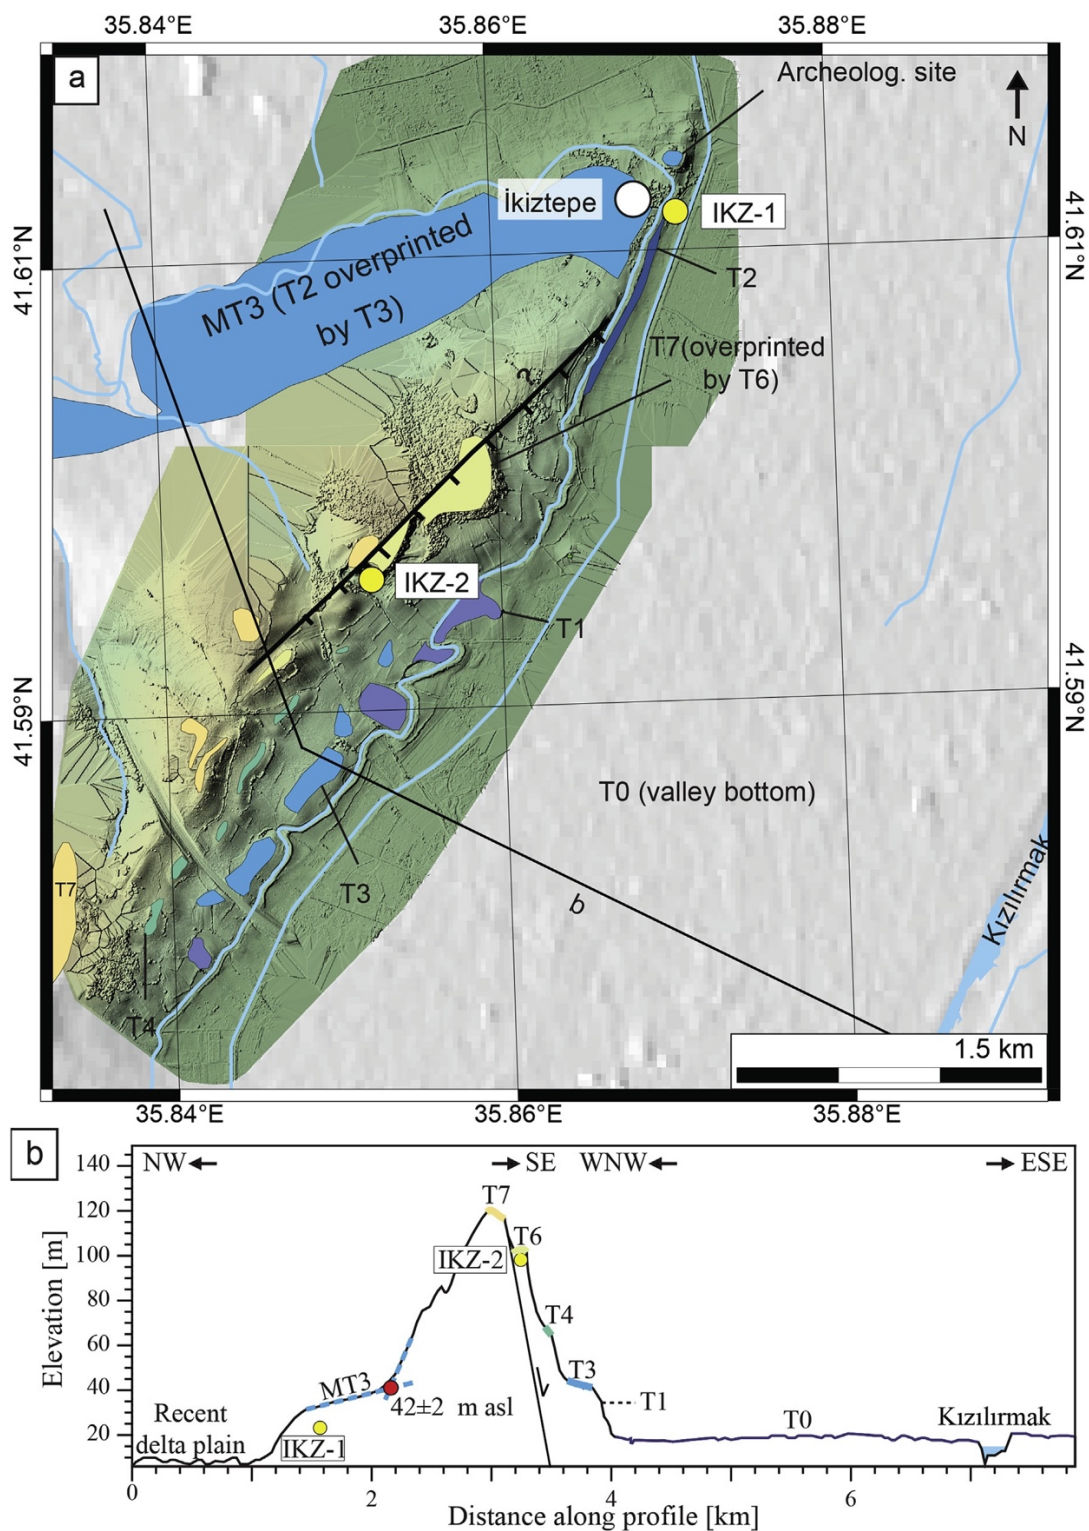 35.84°E 35.86°E 35.88°E
a
Archeolog. site
N
İkiztepe
IKZ-1
41.61°N
41.61°N
T2
MT3 (T2 overprinted
by T3)
T7(overprinted
by T6)
?
IKZ-2
T1
41.59°N
41.59°N
T0 (valley bottom)
T7
T3
b
Kızılırmak
T4
1.5 km
35.84°E 35.86°E 35.88°E
b
Elevation [m]
140
120
100
80
60
40
20
NW SE WNW ESE
T7
T6
IKZ-2
T4
MT3
T3
42±2 m asl
T1
Recent
delta plain
IKZ-1
T0
Kızılırmak
0 2 4 6
Distance along profile [km]